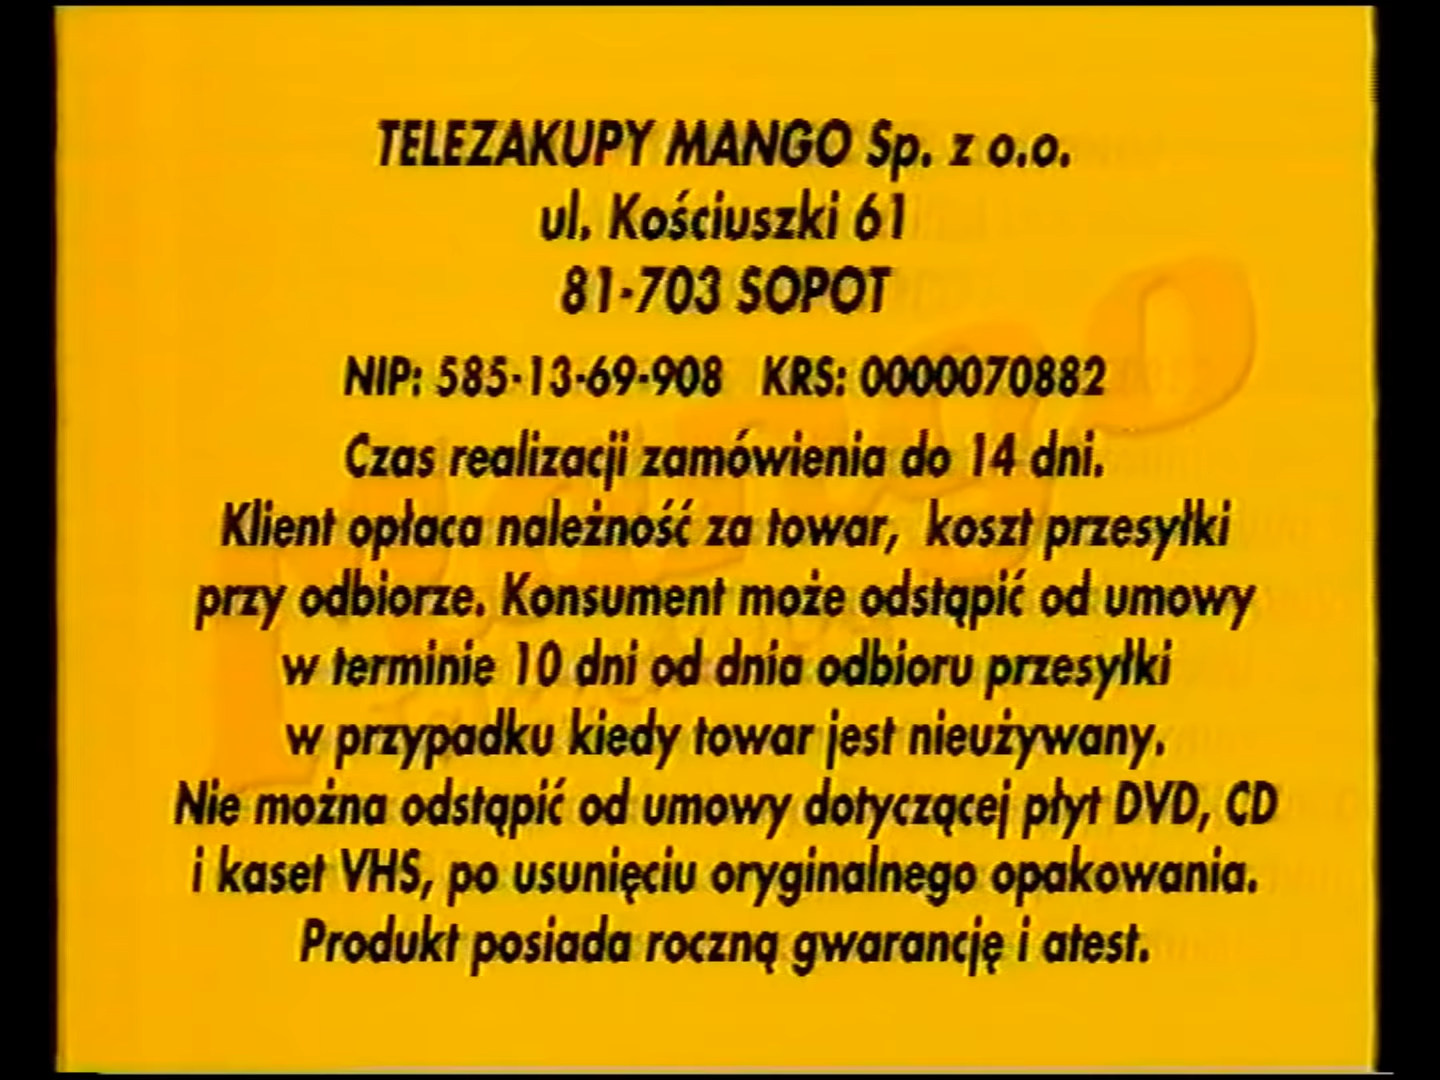 TELEZAKUPY MANGO Sp. z o.o.
ul. Kościuszki 61
81-703 SOPOT
NIP: 585-13-69-908 KRS: 0000070882
Czas realizacji zamówienia do 14 dni.
Klient opłaca należność za towar, koszt przesyłki
przy odbiorze. Konsument może odstąpić od umowy
w terminie 10 dni od dnia odbioru przesyłki
w przypadku kiedy towar jest nieużywany.
Nie można odstąpić od umowy dotyczącej płyt DVD, CD
i kaset VHS, po usunięciu oryginalnego opakowania.
Produkt posiada roczną gwarancję i atest.